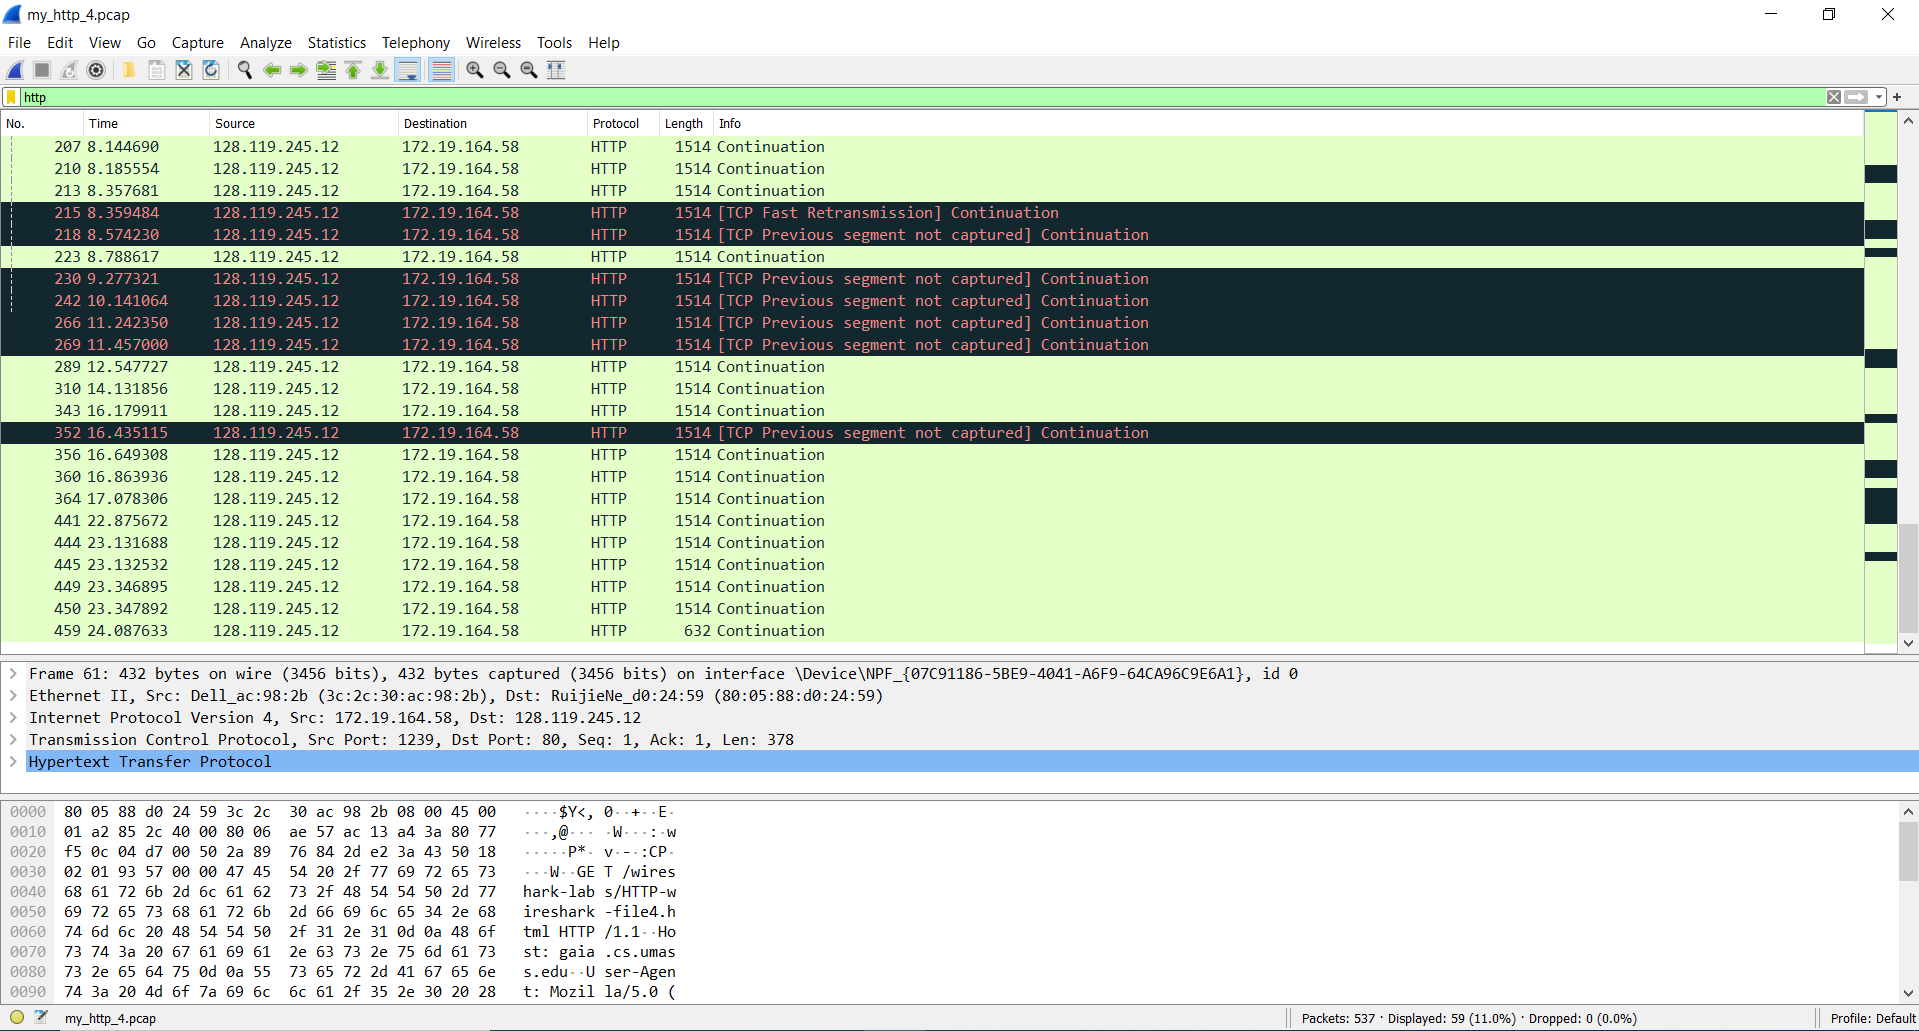 my_http_4.pcap
File Edit View Go Capture Analyze Statistics Telephony Wireless Tools Help
http
No. Time Source Destination Protocol Length Info
207 8.144690 128.119.245.12 172.19.164.58 HTTP 1514 Continuation
210 8.185554 128.119.245.12 172.19.164.58 HTTP 1514 Continuation
213 8.357681 128.119.245.12 172.19.164.58 HTTP 1514 Continuation
215 8.359484 128.119.245.12 172.19.164.58 HTTP 1514 [TCP Fast Retransmission] Continuation
218 8.574230 128.119.245.12 172.19.164.58 HTTP 1514 [TCP Previous segment not captured] Continuation
223 8.788617 128.119.245.12 172.19.164.58 HTTP 1514 Continuation
230 9.277321 128.119.245.12 172.19.164.58 HTTP 1514 [TCP Previous segment not captured] Continuation
242 10.141064 128.119.245.12 172.19.164.58 HTTP 1514 [TCP Previous segment not captured] Continuation
266 11.242350 128.119.245.12 172.19.164.58 HTTP 1514 [TCP Previous segment not captured] Continuation
269 11.457000 128.119.245.12 172.19.164.58 HTTP 1514 [TCP Previous segment not captured] Continuation
289 12.547727 128.119.245.12 172.19.164.58 HTTP 1514 Continuation
310 14.131856 128.119.245.12 172.19.164.58 HTTP 1514 Continuation
343 16.179911 128.119.245.12 172.19.164.58 HTTP 1514 Continuation
352 16.435115 128.119.245.12 172.19.164.58 HTTP 1514 [TCP Previous segment not captured] Continuation
356 16.649308 128.119.245.12 172.19.164.58 HTTP 1514 Continuation
360 16.863936 128.119.245.12 172.19.164.58 HTTP 1514 Continuation
364 17.078306 128.119.245.12 172.19.164.58 HTTP 1514 Continuation
441 22.875672 128.119.245.12 172.19.164.58 HTTP 1514 Continuation
444 23.131688 128.119.245.12 172.19.164.58 HTTP 1514 Continuation
445 23.132532 128.119.245.12 172.19.164.58 HTTP 1514 Continuation
449 23.346895 128.119.245.12 172.19.164.58 HTTP 1514 Continuation
450 23.347892 128.119.245.12 172.19.164.58 HTTP 1514 Continuation
459 24.087633 128.119.245.12 172.19.164.58 HTTP 632 Continuation
Frame 61: 432 bytes on wire (3456 bits), 432 bytes captured (3456 bits) on interface \Device\NPF_{07C91186-5BE9-4041-A6F9-64CA96C9E6A1}, id 0
Ethernet II, Src: Dell_ac:98:2b (3c:2c:30:ac:98:2b), Dst: RuijieNe_d0:24:59 (80:05:88:d0:24:59)
Internet Protocol Version 4, Src: 172.19.164.58, Dst: 128.119.245.12
Transmission Control Protocol, Src Port: 1239, Dst Port: 80, Seq: 1, Ack: 1, Len: 378
Hypertext Transfer Protocol
0000 80 05 88 d0 24 59 3c 2c 30 ac 98 2b 08 00 45 00 ····$Y<, 0··+··E·
0010 01 a2 85 2c 40 00 80 06 ae 57 ac 13 a4 3a 80 77 ···,@··· ·W···:·w
0020 f5 0c 04 d7 00 50 2a 89 76 84 2d e2 3a 43 50 18 ·····P*· v·-·:CP·
0030 02 01 93 57 00 00 47 45 54 20 2f 77 69 72 65 73 ···W··GE T /wires
0040 68 61 72 6b 2d 6c 61 62 73 2f 48 54 54 50 2d 77 hark-lab s/HTTP-w
0050 69 72 65 73 68 61 72 6b 2d 66 69 6c 65 34 2e 68 ireshark -file4.h
0060 74 6d 6c 20 48 54 54 50 2f 31 2e 31 0d 0a 48 6f tml HTTP /1.1··Ho
0070 73 74 3a 20 67 61 69 61 2e 63 73 2e 75 6d 61 73 st: gaia .cs.umas
0080 73 2e 65 64 75 0d 0a 55 73 65 72 2d 41 67 65 6e s.edu··U ser-Agen
0090 74 3a 20 4d 6f 7a 69 6c 6c 61 2f 35 2e 30 20 28 t: Mozil la/5.0 (
my_http_4.pcap
Packets: 537 · Displayed: 59 (11.0%) · Dropped: 0 (0.0%)
Profile: Default